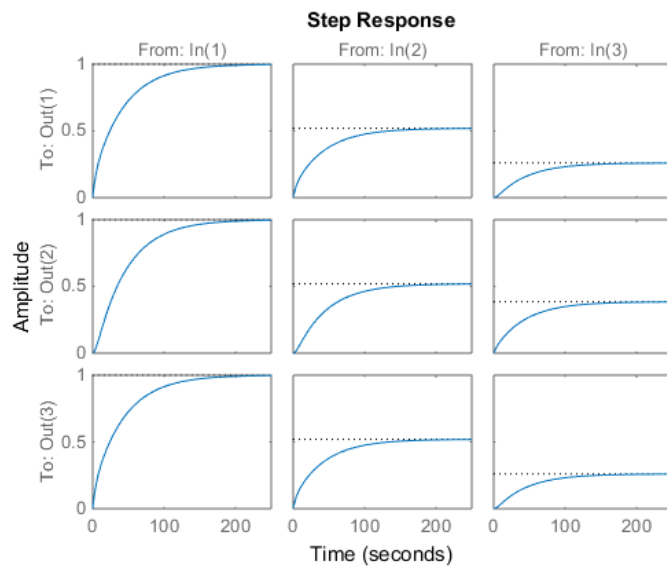 Step Response
From: In(1) From: In(2) From: In(3)
Amplitude
To: Out(1)
1
0.5
0
To: Out(2)
1
0.5
0
To: Out(3)
1
0.5
0
0 100 200 0 100 200 0 100 200
Time (seconds)